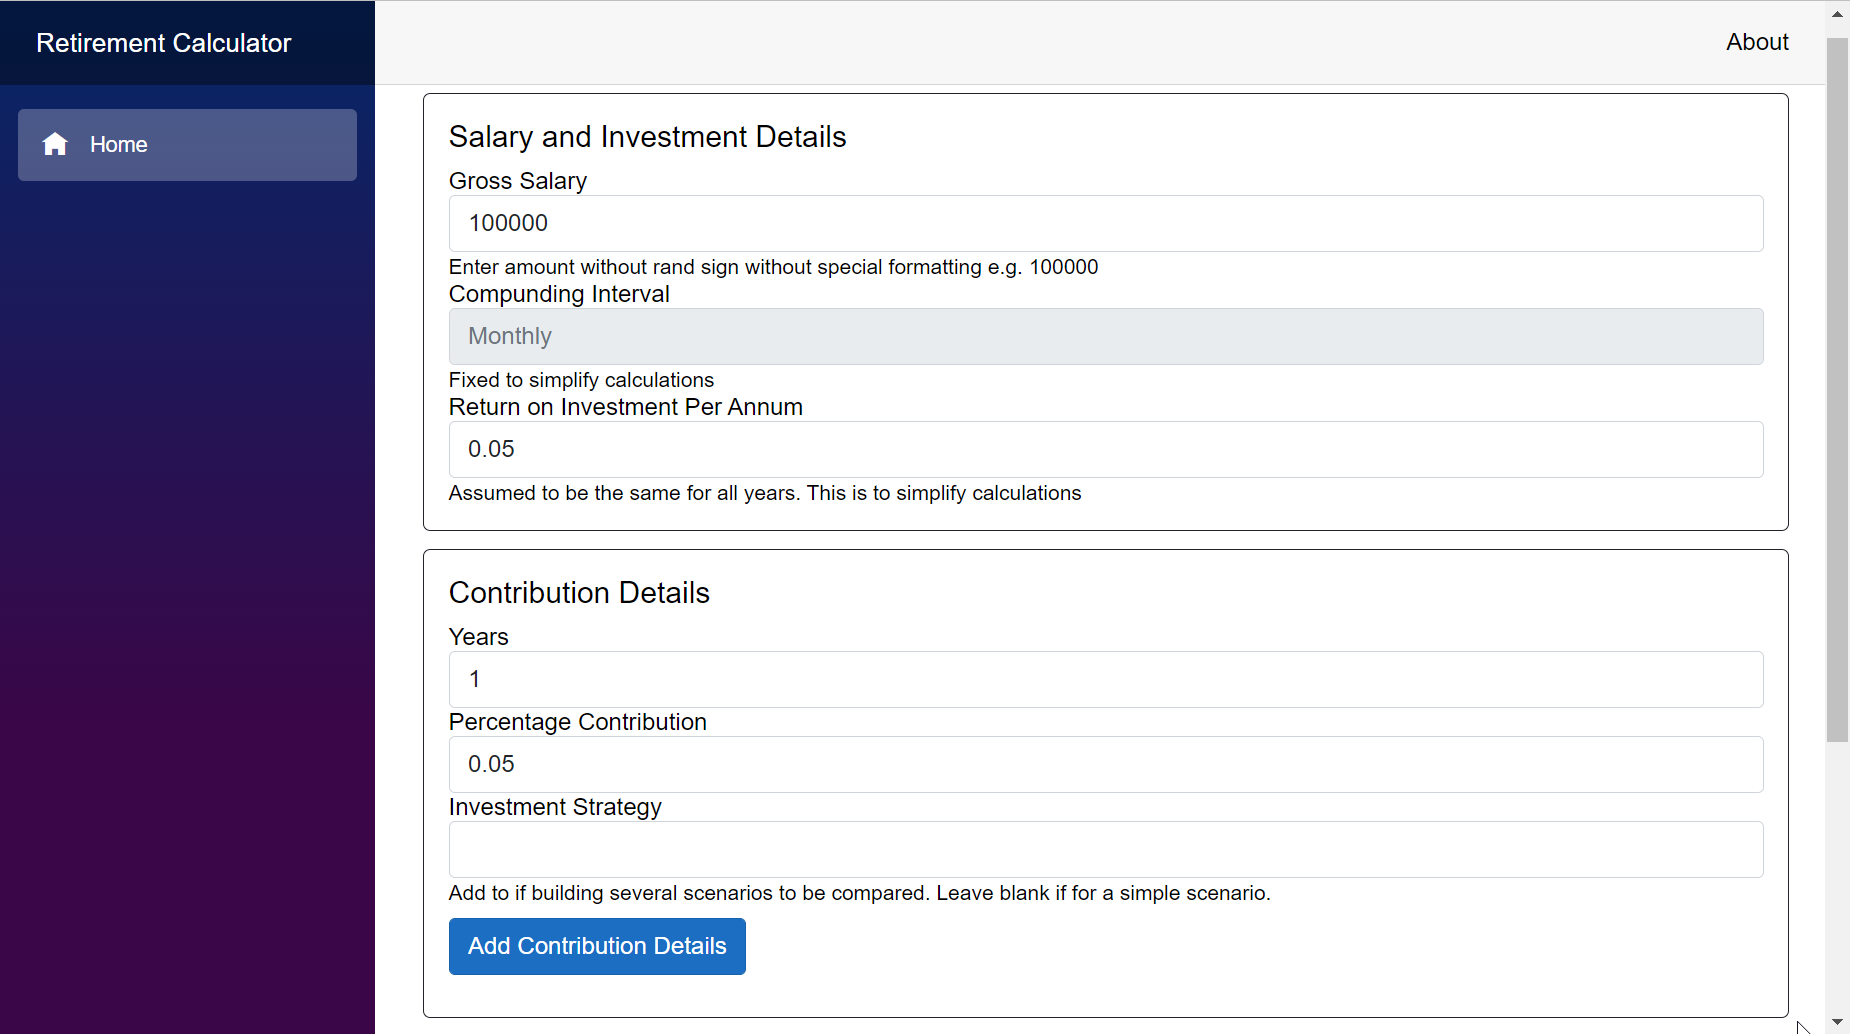 Retirement Calculator
About
Home
Salary and Investment Details
Gross Salary
100000
Enter amount without rand sign without special formatting e.g. 100000
Compunding Interval
Monthly
Fixed to simplify calculations
Return on Investment Per Annum
0.05
Assumed to be the same for all years. This is to simplify calculations
Contribution Details
Years
1
Percentage Contribution
0.05
Investment Strategy
Add to if building several scenarios to be compared. Leave blank if for a simple scenario.
Add Contribution Details